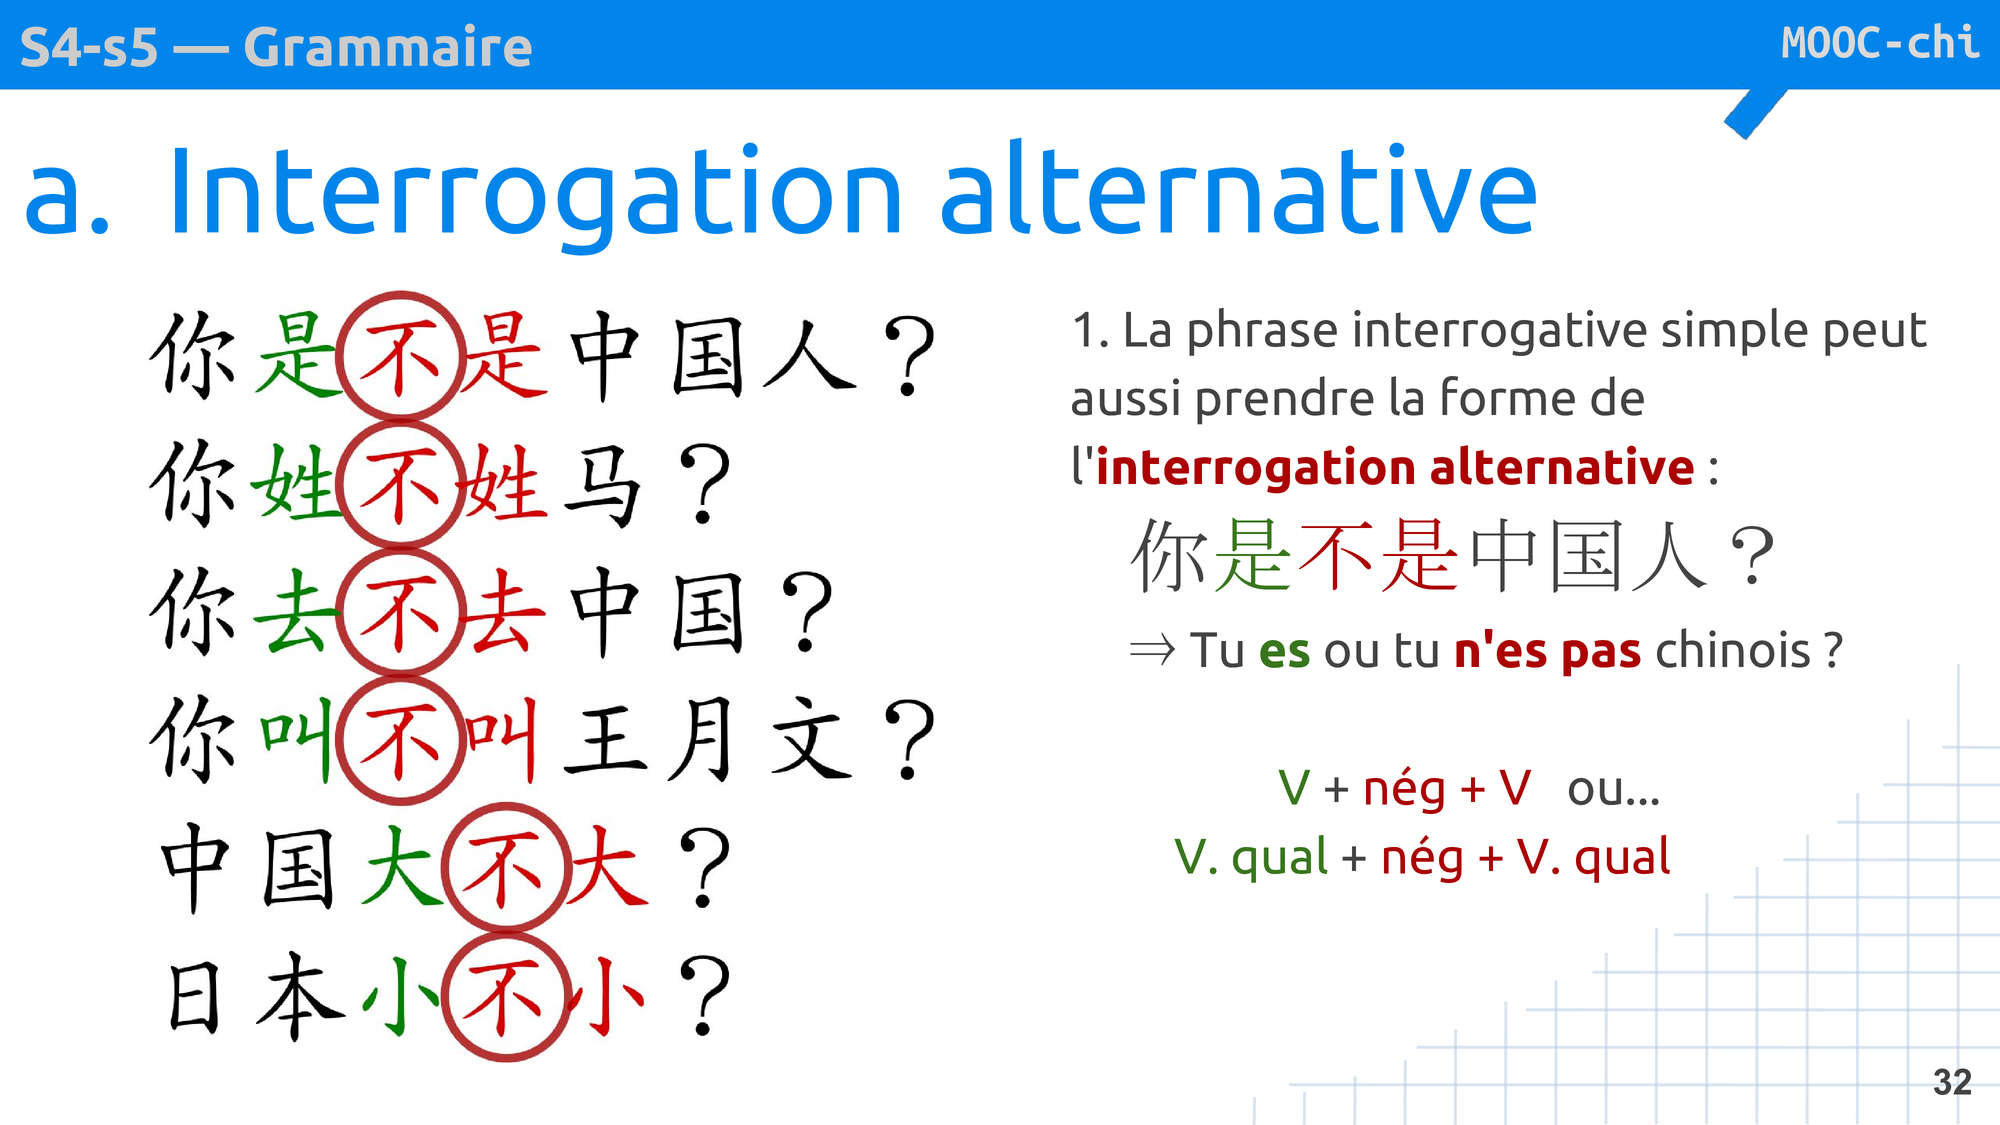 S4-s5 — Grammaire
MOOC-chi
a. Interrogation alternative
你是不是中国人？
你姓不姓马？
你去不去中国？
你叫不叫王月文？
中国大不大？
日本小不小？
1. La phrase interrogative simple peut
aussi prendre la forme de
l'interrogation alternative :
你是不是中国人？
⇒ Tu es ou tu n'es pas chinois ?
V + nég + V ou...
V. qual + nég + V. qual
32